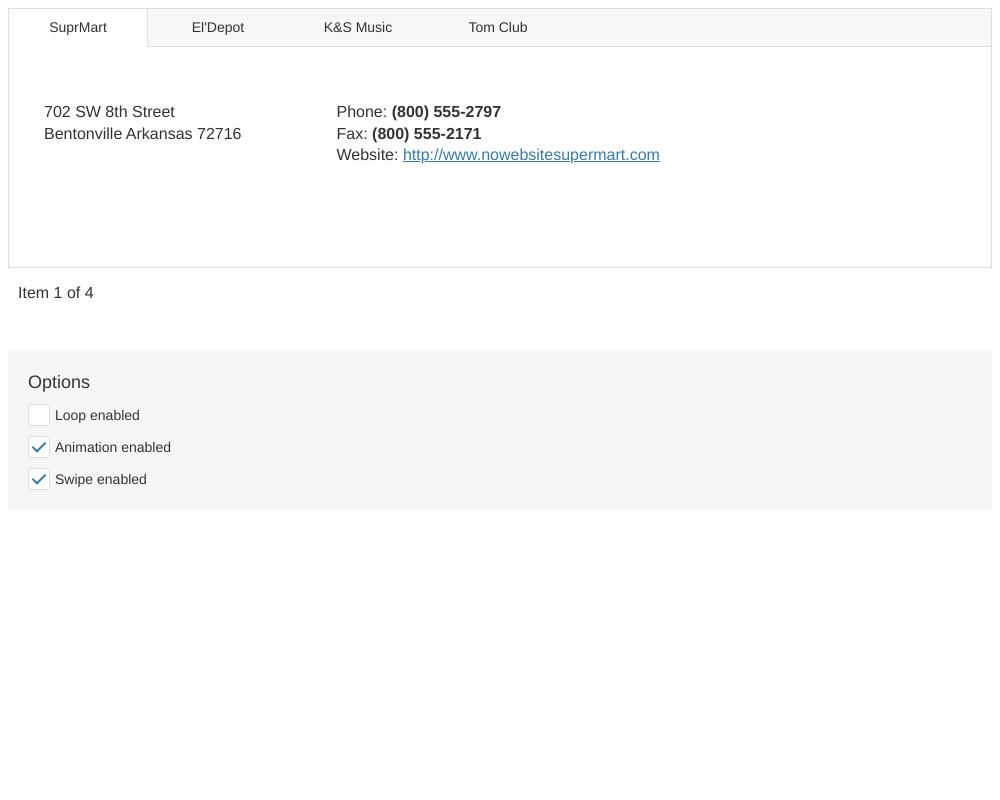 SuprMart El'Depot K&S Music Tom Club
702 SW 8th Street
Bentonville Arkansas 72716
Phone: (800) 555-2797
Fax: (800) 555-2171
Website: http://www.nowebsitesupermart.com
Item 1 of 4
Options
Loop enabled
Animation enabled
Swipe enabled